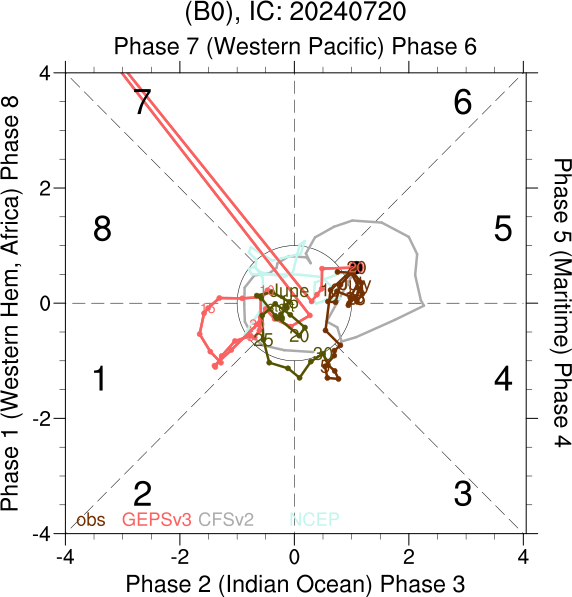 (B0), IC: 20240720
Phase 7 (Western Pacific) Phase 6
Phase 1 (Western Hem, Africa) Phase 8
Phase 5 (Maritime) Phase 4
4
2
0
-2
-4
7
6
8
5
1
4
2
3
20
June
20
25
30
obs GEPSv3 CFSv2 NCEP
-4 -2 0 2 4
Phase 2 (Indian Ocean) Phase 3